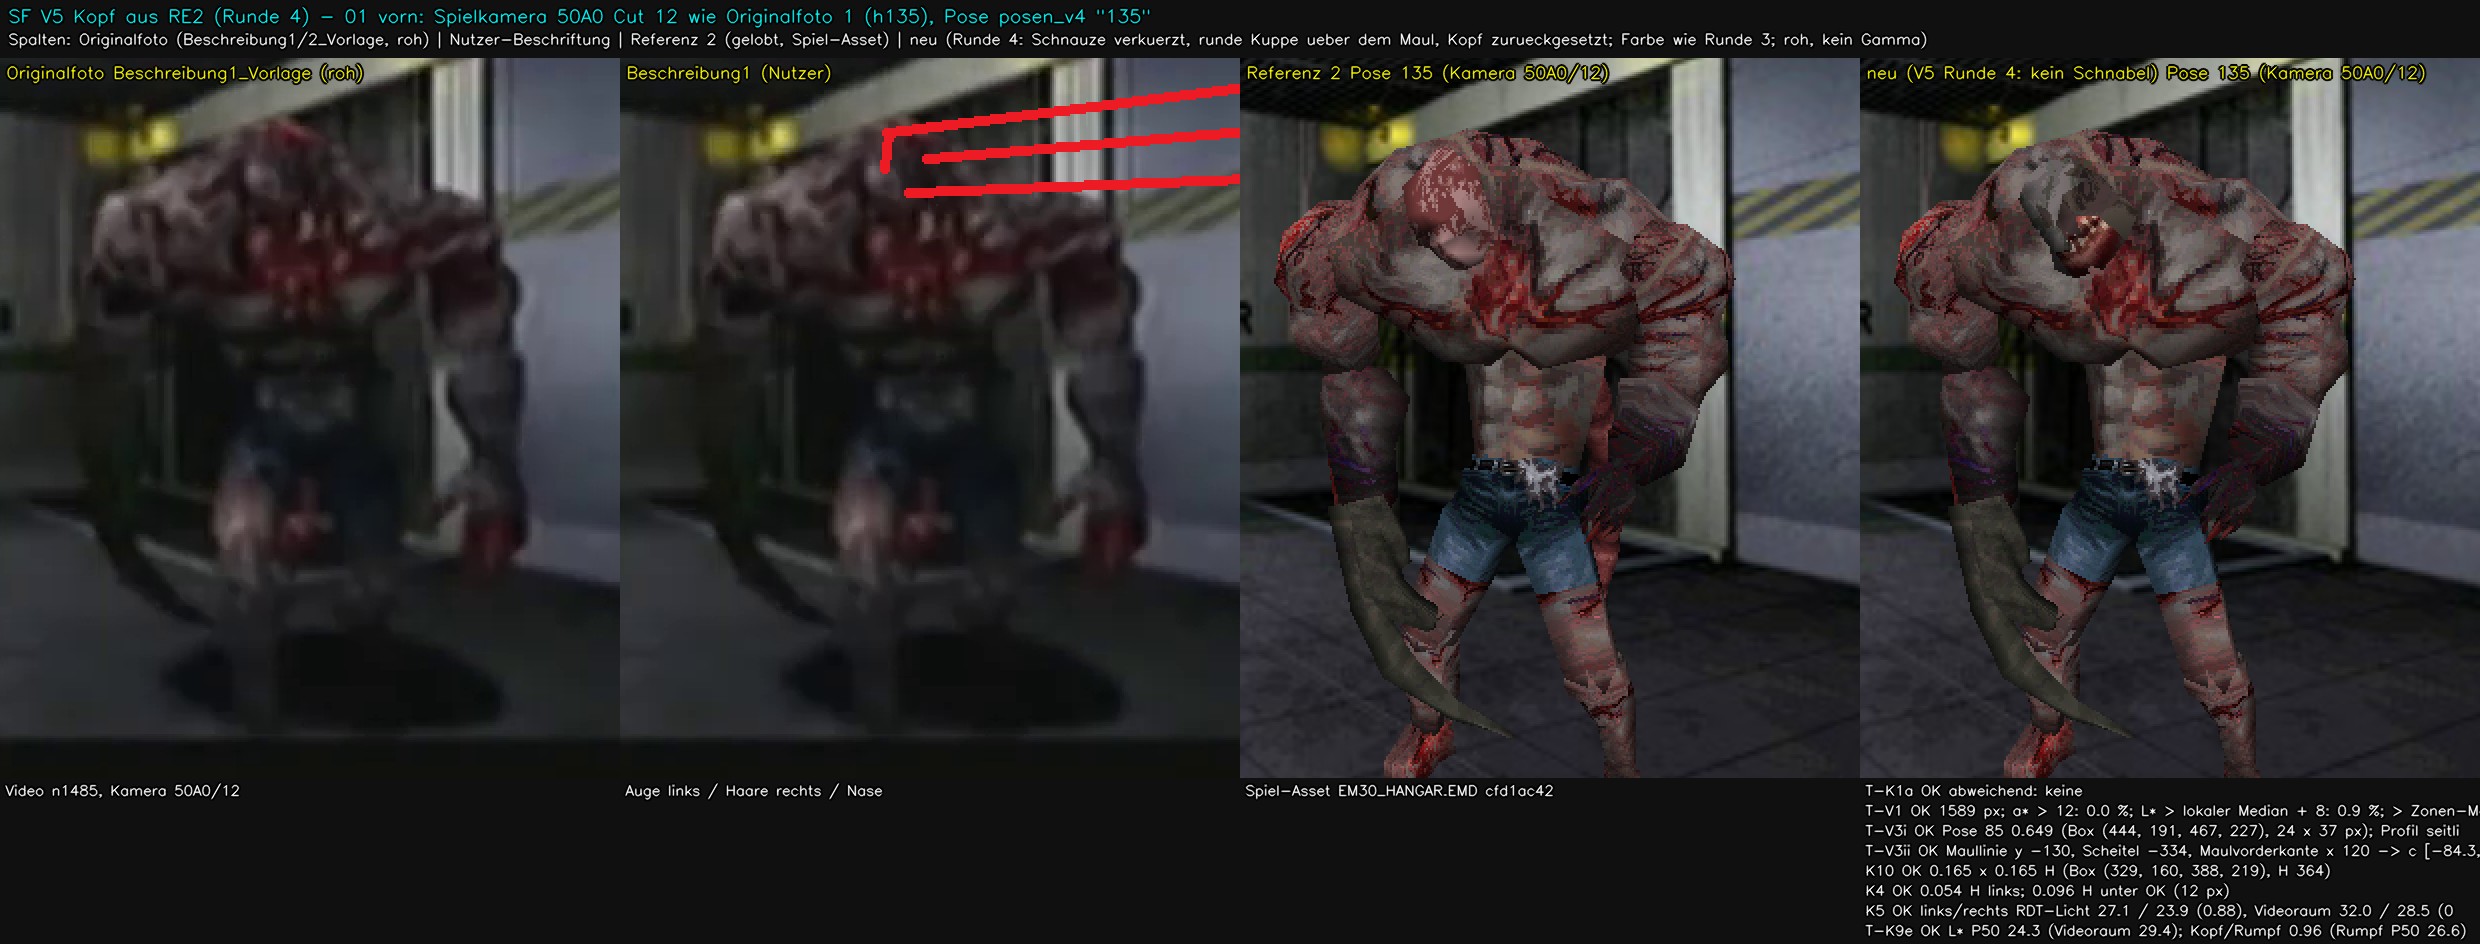 SF V5 Kopf aus RE2 (Runde 4) - 01 vorn: Spielkamera 50A0 Cut 12 wie Originalfoto 1 (h135), Pose posen_v4 "135"
Spalten: Originalfoto (Beschreibung1/2_Vorlage, roh) | Nutzer-Beschriftung | Referenz 2 (gelobt, Spiel-Asset) | neu (Runde 4: Schnauze verkuerzt, runde Kuppe ueber dem Maul, Kopf zurueckgesetzt; Farbe wie Runde 3; roh, kein Gamma)
Originalfoto Beschreibung1_Vorlage (roh)
Beschreibung1 (Nutzer)
Referenz 2 Pose 135 (Kamera 50A0/12)
neu (V5 Runde 4: kein Schnabel) Pose 135 (Kamera 50A0/12)
R
R
Video n1485, Kamera 50A0/12
Auge links / Haare rechts / Nase
Spiel-Asset EM30_HANGAR.EMD cfd1ac42
T-K1a OK abweichend: keine
T-V1 OK 1589 px; a* > 12: 0.0 %; L* > lokaler Median + 8: 0.9 %; > Zonen-M
T-V3i OK Pose 85 0.649 (Box (444, 191, 467, 227), 24 x 37 px); Profil seitli
T-V3ii OK Maullinie y -130, Scheitel -334, Maulvorderkante x 120 -> c [-84.3,
K10 OK 0.165 x 0.165 H (Box (329, 160, 388, 219), H 364)
K4 OK 0.054 H links; 0.096 H unter OK (12 px)
K5 OK links/rechts RDT-Licht 27.1 / 23.9 (0.88), Videoraum 32.0 / 28.5 (0
T-K9e OK L* P50 24.3 (Videoraum 29.4); Kopf/Rumpf 0.96 (Rumpf P50 26.6)